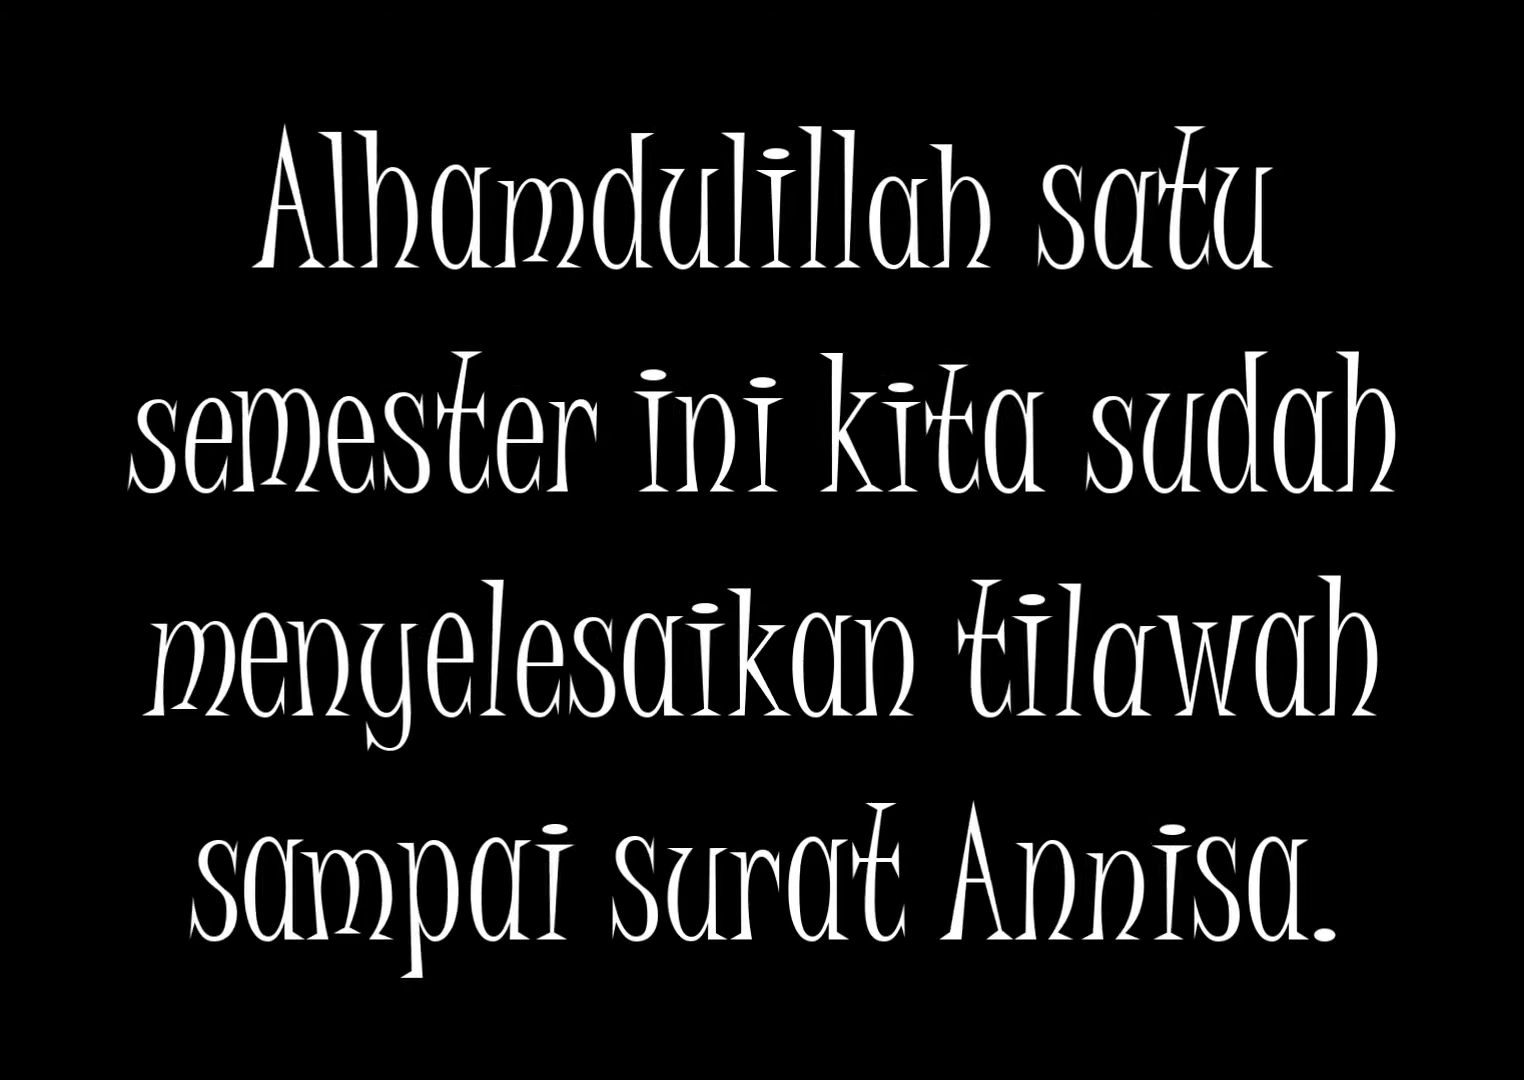 Alhamdulillah satu
semester ini kita sudah
menyelesaikan tilawah
sampai surat Annisa.